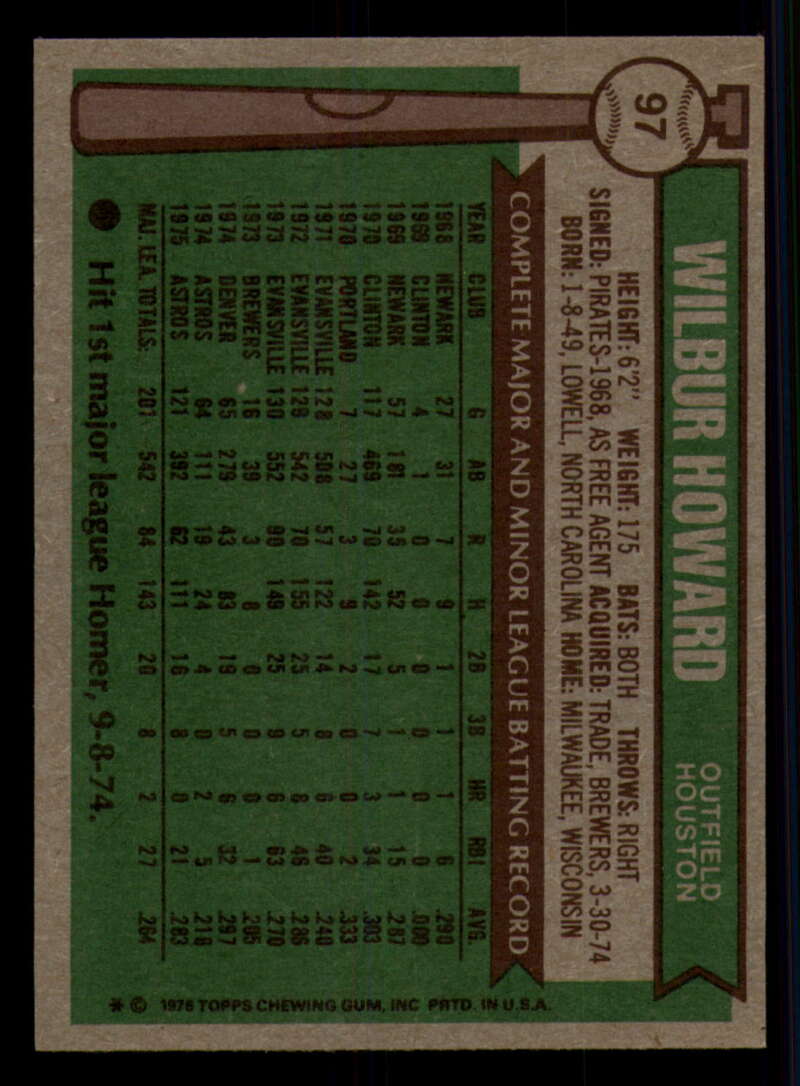 97
WILBUR HOWARD
OUTFIELD
HOUSTON
HEIGHT: 6'2" WEIGHT: 175 BATS: BOTH THROWS: RIGHT
SIGNED: PIRATES-1968, AS FREE AGENT ACQUIRED: TRADE, BREWERS, 3-30-74
BORN: 1-8-49, LOWELL, NORTH CAROLINA HOME: MILWAUKEE, WISCONSIN
COMPLETE MAJOR AND MINOR LEAGUE BATTING RECORD
YEAR CLUB G AB R H 2B 3B HR RBI AVG.
1968 NEWARK 27 31 7 9 1 1 1 6 .290
1969 CLINTON 4 1 0 0 0 0 0 0 .000
1969 NEWARK 57 181 36 52 5 1 1 15 .287
1970 CLINTON 117 469 70 142 17 7 3 34 .303
1970 PORTLAND 7 27 3 9 2 0 0 2 .333
1971 EVANSVILLE 128 508 57 122 14 8 6 40 .240
1972 EVANSVILLE 129 542 70 155 25 5 8 46 .286
1973 EVANSVILLE 130 552 90 149 25 9 6 63 .270
1973 BREWERS 16 39 3 8 0 0 0 1 .205
1974 DENVER 65 279 43 83 19 5 6 32 .297
1974 ASTROS 64 111 19 24 4 0 2 5 .216
1975 ASTROS 121 392 62 111 16 8 0 21 .283
MAJ. LEA. TOTALS: 201 542 84 143 20 8 2 27 .264
Hit 1st major league Homer, 9-8-74.
* © 1976 TOPPS CHEWING GUM, INC PRTD. IN U.S.A.